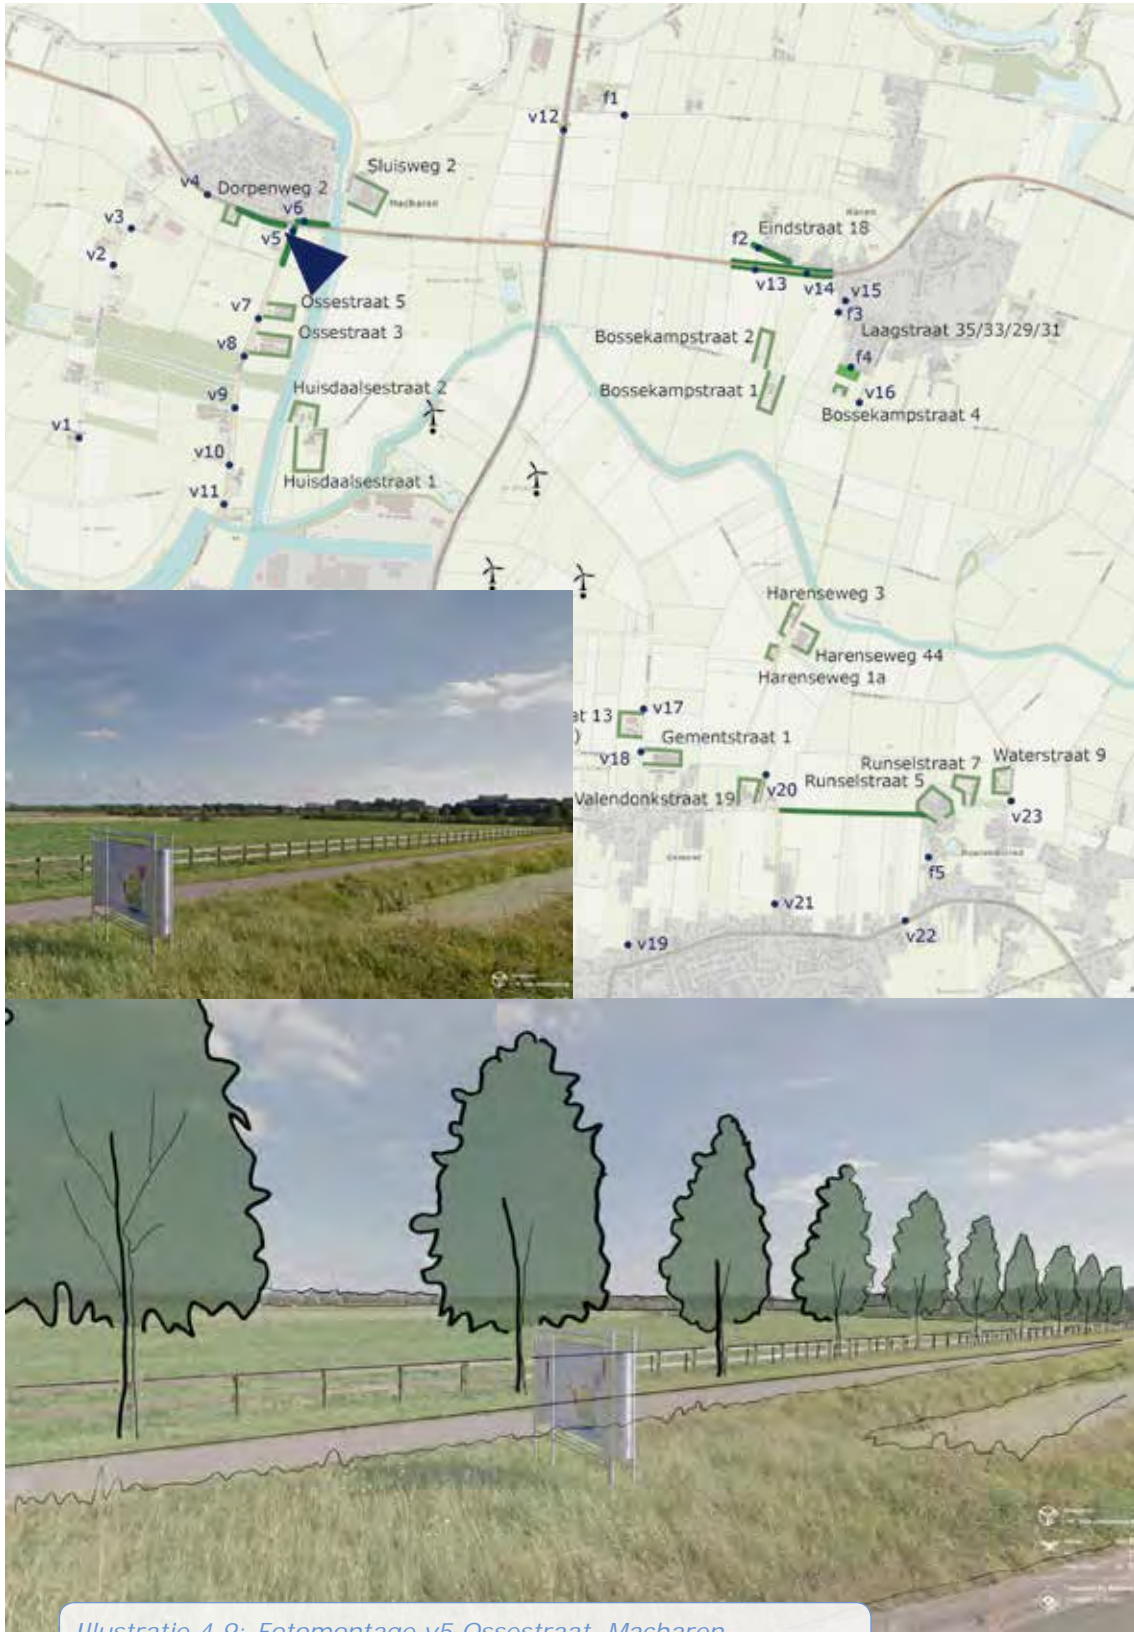 f1
v12
Sluisweg 2
v4
Dorpenweg 2
Macharen
v6
v3
v5
Haren
Eindstraat 18
f2
v2
v13
v14
v15
f3
Ossestraat 5
v7
Laagstraat 35/33/29/31
Ossestraat 3
Bossekampstraat 2
v8
f4
Huisdaalsestraat 2
Bossekampstraat 1
v16
v9
Bossekampstraat 4
v1
v10
Huisdaalsestraat 1
v11
Harenseweg 3
Harenseweg 44
Harenseweg 1a
v17
at 13
)
Gementstraat 1
v18
Waterstraat 9
Runselstraat 7
v20
Runselstraat 5
Valendonkstraat 19
v23
f5
v21
v22
v19
Illustratie 4.9: Fotomontage v5 Ossestraat, Macharen